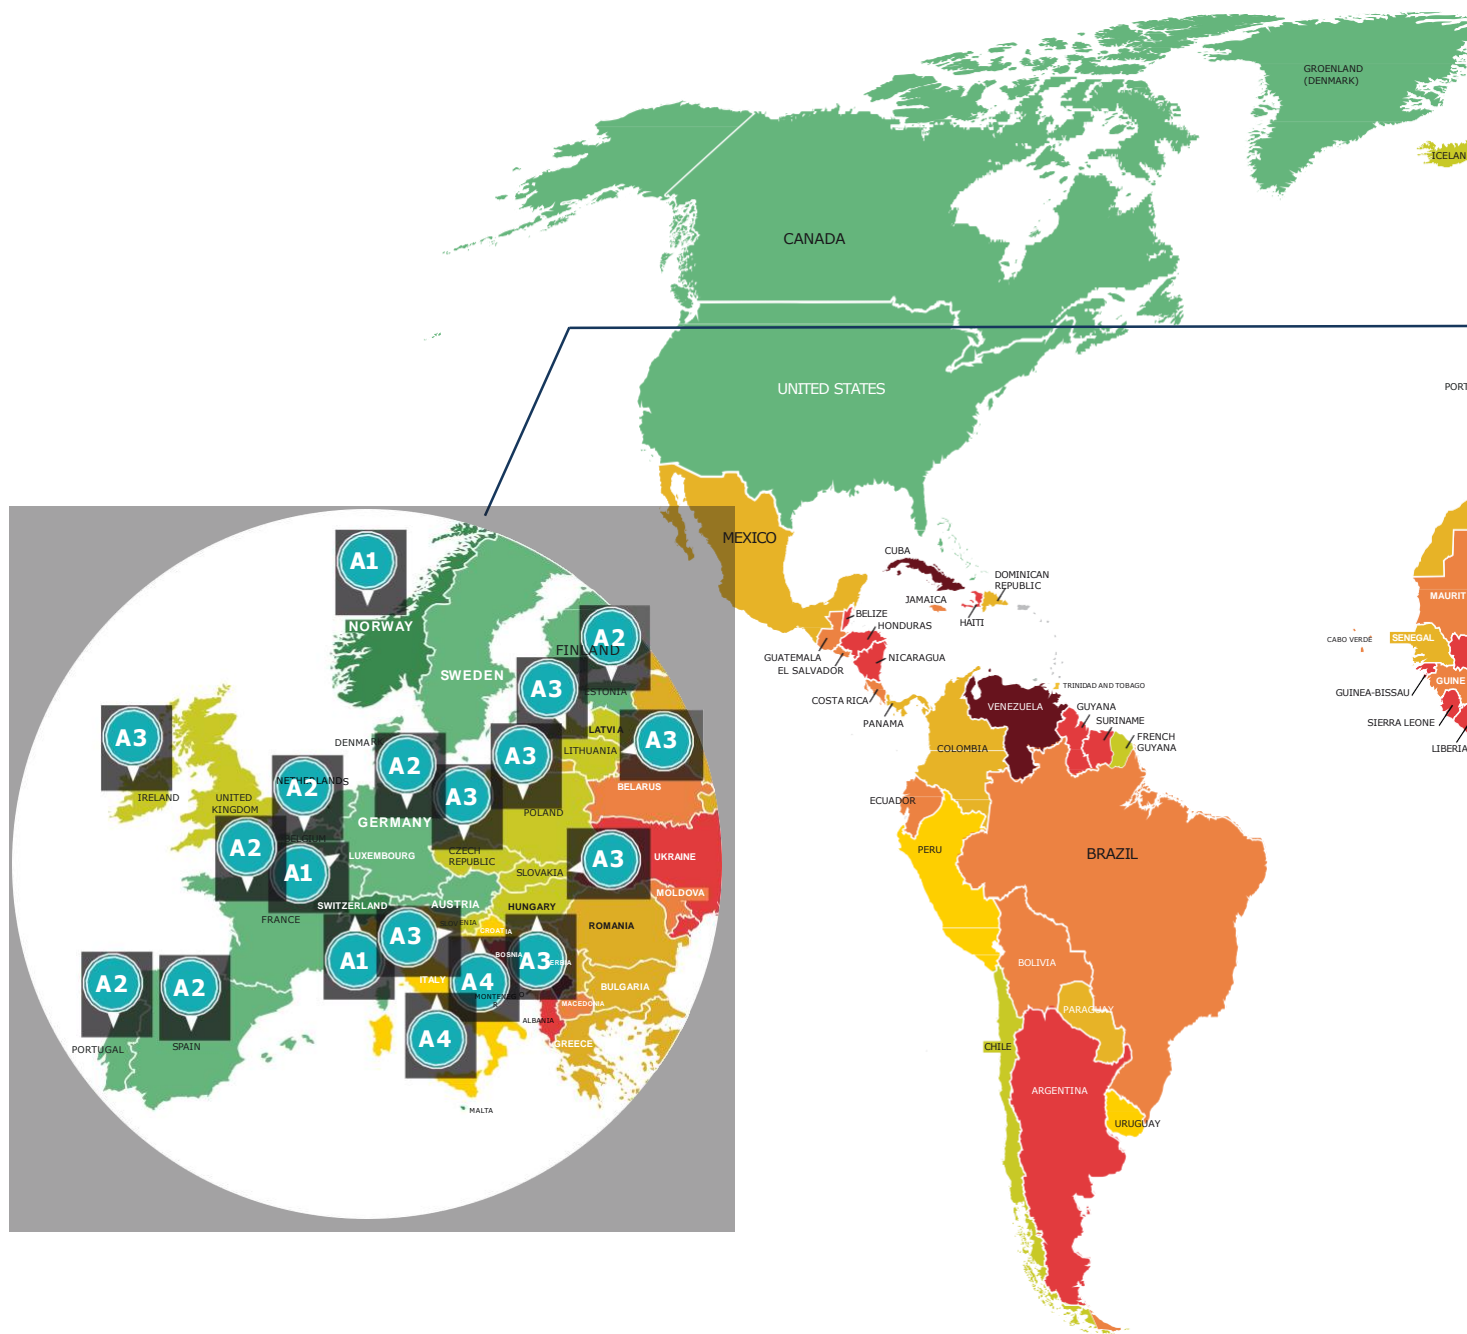 GROENLAND
(DENMARK)
CANADA
UNITED STATES
MEXICO
CUBA
DOMINICAN
REPUBLIC
JAMAICA
BELIZE
HAITI
HONDURAS
GUATEMALA
EL SALVADOR
NICARAGUA
COSTA RICA
PANAMA
TRINIDAD AND TOBAGO
VENEZUELA
GUYANA
SURINAME
FRENCH
GUYANA
COLOMBIA
ECUADOR
PERU
BRAZIL
BOLIVIA
PARAGUAY
CHILE
ARGENTINA
URUGUAY
ICELAN
PORT
MAURIT
CABO VERDÉ
SENEGAL
GUINE
GUINEA-BISSAU
SIERRA LEONE
LIBERIA
A1
NORWAY
A2
FINLAND
SWEDEN
A3
ESTONIA
A3
LATVIA
A3
DENMARK
LITHUANIA
A3
A2
NETHERLANDS
A2
A3
BELARUS
IRELAND
UNITED
KINGDOM
POLAND
GERMANY
BELGIUM
A2
LUXEMBOURG
CZECH
REPUBLIC
A3
UKRAINE
A1
SLOVAKIA
MOLDOVA
SWITZERLAND
AUSTRIA
HUNGARY
FRANCE
SLOVENIA
CROATIA
ROMANIA
A3
BOSNIA
A1
A3
ERBIA
ITALY
A4
BULGARIA
A2
A2
MACEDONIA
ALBANIA
A4
GREECE
PORTUGAL
SPAIN
MALTA